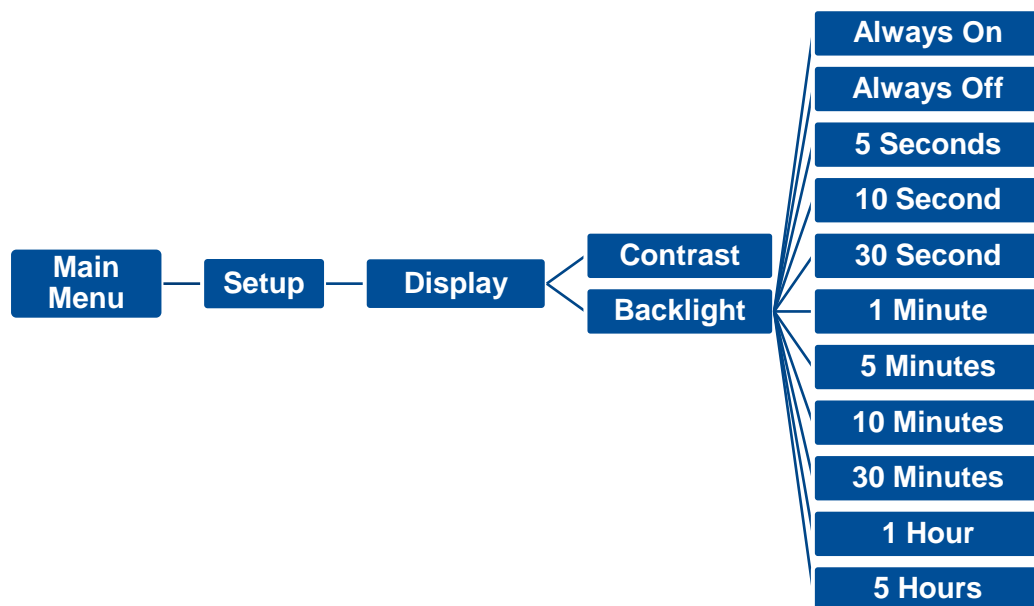 Always On
Always Off
5 Seconds
10 Second
30 Second
Contrast
Main
Menu
Setup
Display
Backlight
1 Minute
5 Minutes
10 Minutes
30 Minutes
1 Hour
5 Hours